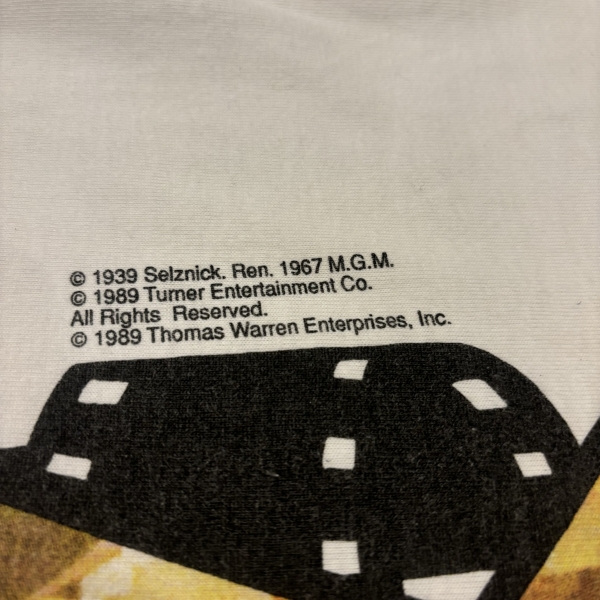 © 1939 Selznick. Ren. 1967 M.G.M.
© 1989 Turner Entertainment Co.
All Rights Reserved.
© 1989 Thomas Warren Enterprises, Inc.